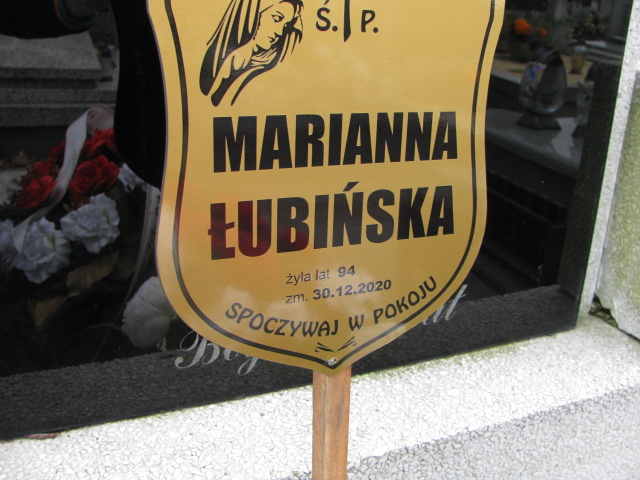 Ś. P.
MARIANNA
ŁUBIŃSKA
żyła lat 94
zm. 30.12.2020
SPOCZYWAJ W POKOJU